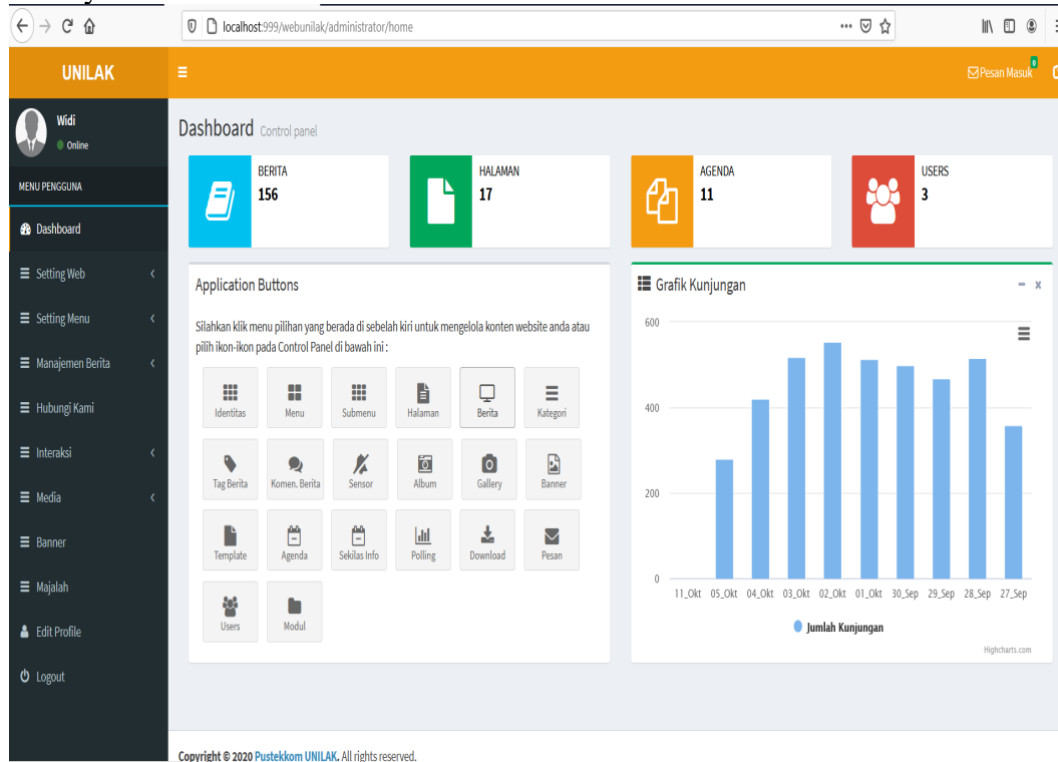 localhost:999/webunilak/administrator/home
UNILAK
Pesan Masuk 0
Widi
Online
MENU PENGGUNA
Dashboard
Setting Web
Setting Menu
Manajemen Berita
Hubungi Kami
Interaksi
Media
Banner
Majalah
Edit Profile
Logout
Dashboard Control panel
BERITA
156
HALAMAN
17
AGENDA
11
USERS
3
Application Buttons
Silahkan klik menu pilihan yang berada di sebelah kiri untuk mengelola konten website anda atau
pilih ikon-ikon pada Control Panel di bawah ini :
Identitas Menu Submenu Halaman Berita Kategori
Tag Berita Komen. Berita Sensor Album Gallery Banner
Template Agenda Sekilas Info Polling Download Pesan
Users Modul
Grafik Kunjungan
600
400
200
0
11_Okt 05_Okt 04_Okt 03_Okt 02_Okt 01_Okt 30_Sep 29_Sep 28_Sep 27_Sep
Jumlah Kunjungan
Highcharts.com
Copyright © 2020 Pustekkom UNILAK. All rights reserved.